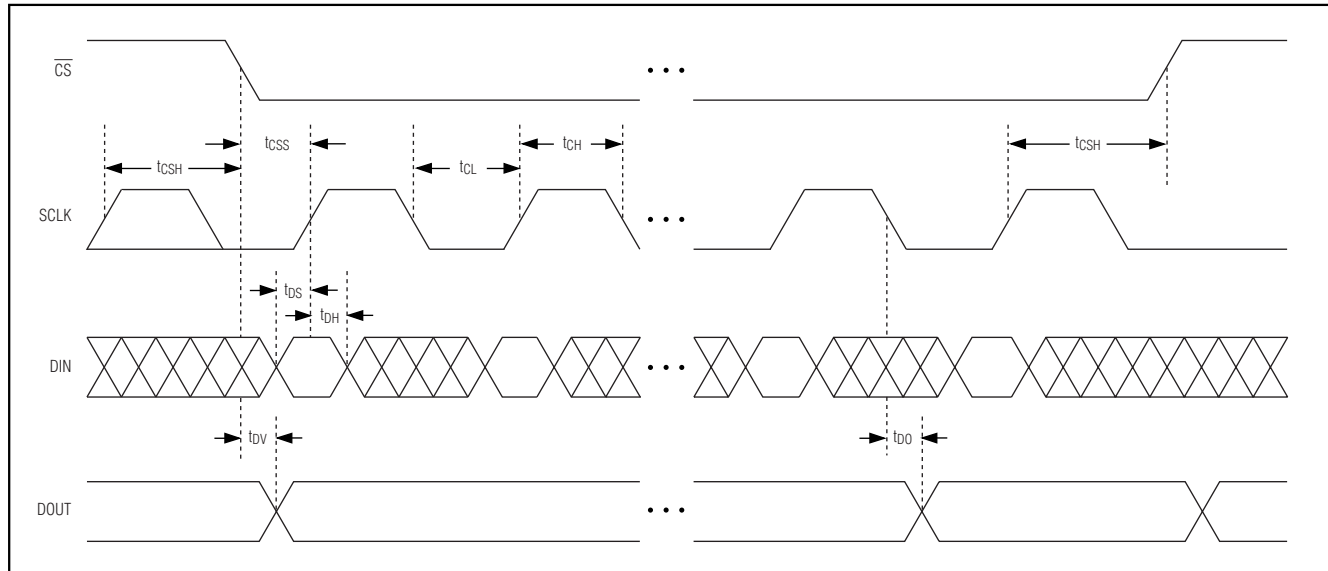 CS
• • •
tCSS
tCH
tCSH
tCL
tCSH
SCLK
• • •
tDS
tDH
DIN
• • •
tDV
tDO
DOUT
• • •